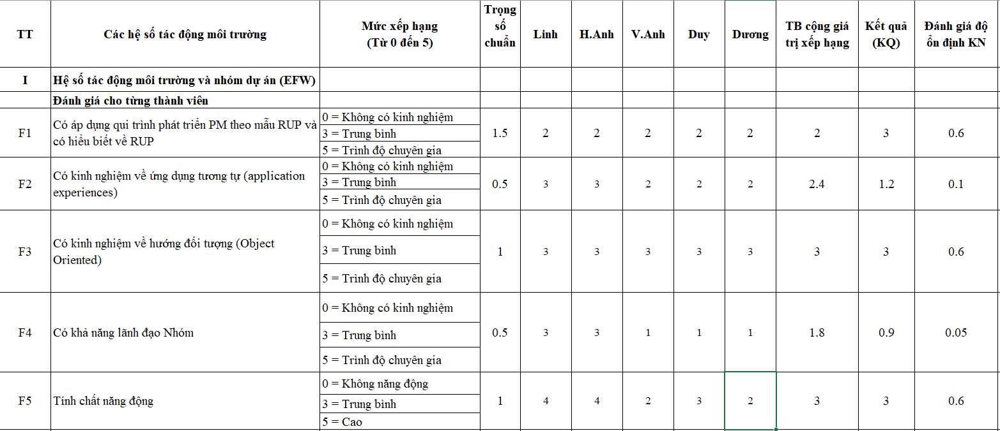 TT
Các hệ số tác động môi trường
Mức xếp hạng
(Từ 0 đến 5)
Trọng
số
chuẩn
Linh
H.Anh
V.Anh
Duy
Dương
TB cộng giá
trị xếp hạng
Kết quả
(KQ)
Đánh giá độ
ổn định KN
I
Hệ số tác động môi trường và nhóm dự án (EFW)
Đánh giá cho từng thành viên
F1
Có áp dụng qui trình phát triển PM theo mẫu RUP và
có hiểu biết về RUP
0 = Không có kinh nghiệm
3 = Trung bình
5 = Trình độ chuyên gia
1.5
2
2
2
2
2
2
3
0.6
F2
Có kinh nghiệm về ứng dụng tương tự (application
experiences)
0 = Không có kinh nghiệm
3 = Trung bình
5 = Trình độ chuyên gia
0.5
3
3
2
2
2
2.4
1.2
0.1
F3
Có kinh nghiệm về hướng đối tượng (Object
Oriented)
0 = Không có kinh nghiệm
3 = Trung bình
5 = Trình độ chuyên gia
1
3
3
3
3
3
3
3
0.6
F4
Có khả năng lãnh đạo Nhóm
0 = Không có kinh nghiệm
3 = Trung bình
5 = Trình độ chuyên gia
0.5
3
3
1
1
1
1.8
0.9
0.05
F5
Tính chất năng động
0 = Không năng động
3 = Trung bình
5 = Cao
1
4
4
2
3
2
3
3
0.6